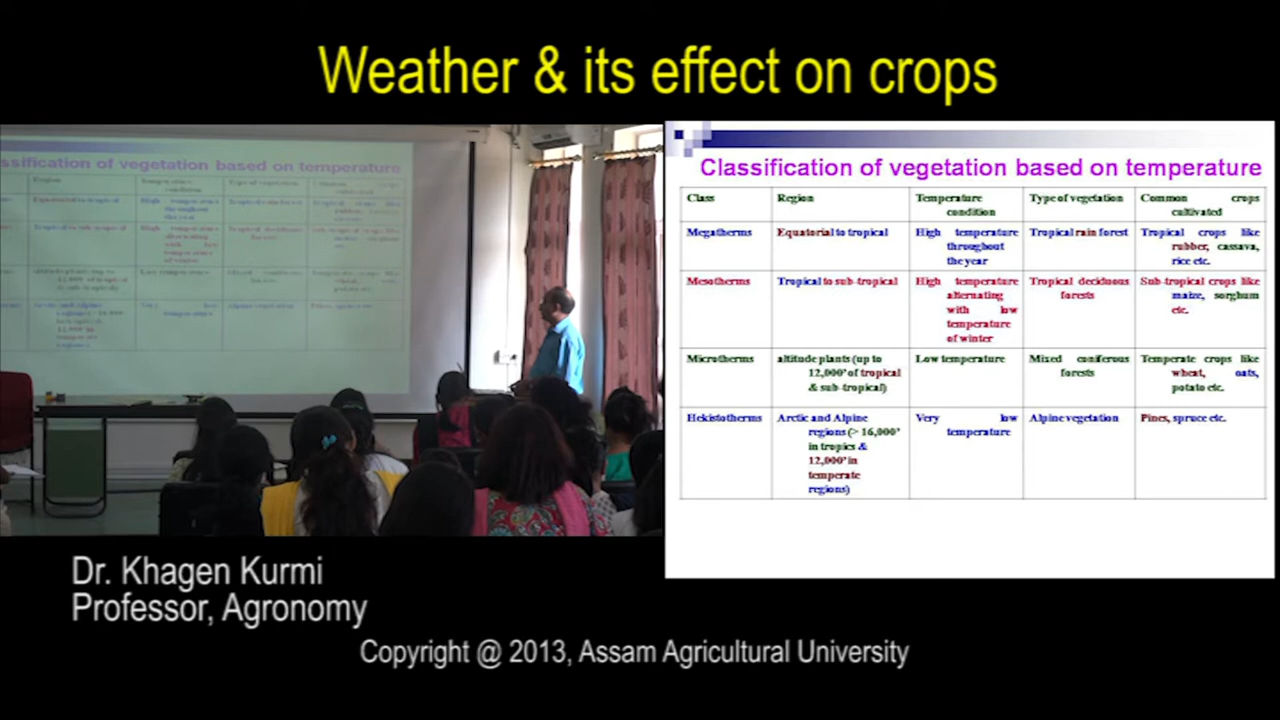 Weather & its effect on crops
ssification of vegetation based on temperature
Classification of vegetation based on temperature
Class
Region
Temperature
condition
Type of vegetation
Common crops
cultivated
Megatherms
Equatorial to tropical
High temperature
throughout
the year
Tropical rain forest
Tropical crops like
rubber, cassava,
rice etc.
Mesotherms
Tropical to sub-tropical
High temperature
alternating
with low
temperature
of winter
Tropical deciduous
forests
Sub-tropical crops like
maize, sorghum
etc.
Microtherms
altitude plants (up to
12,000’ of tropical
& sub-tropical)
Low temperature
Mixed coniferous
forests
Temperate crops like
wheat, oats,
potato etc.
Hekistotherms
Arctic and Alpine
regions (> 16,000’
in tropics &
12,000’ in
temperate
regions)
Very low
temperature
Alpine vegetation
Pines, spruce etc.
Dr. Khagen Kurmi
Professor, Agronomy
Copyright @ 2013, Assam Agricultural University